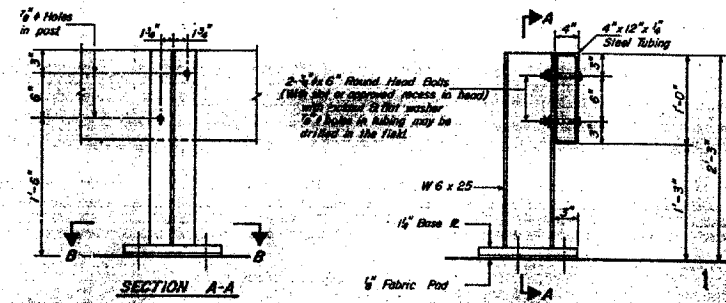 7/8" ϕ Holes
in post
1 3/4"
1 3/4"
3"
6"
1'-6"
B
B
SECTION A-A
A
4"
4" x 12" x 1/4"
Steel Tubing
6" Round Head Bolts
(With slot or approved recess in head)
washer
holes in tubing may be
drilled in the field.
3"
6"
3"
1'-0"
2'-3"
1'-3"
W 6 x 25
3"
1 1/4" Base ℞
1/8" Fabric Pad
A